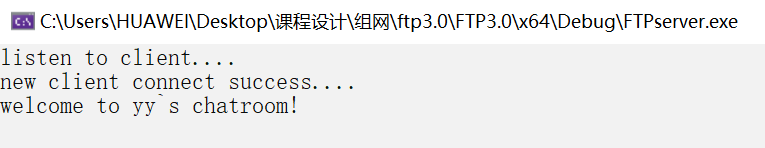 C:\Users\HUAWEI\Desktop\课程设计\组网\ftp3.0\FTP3.0\x64\Debug\FTPserver.exe
listen to client....
new client connect success....
welcome to yy`s chatroom!